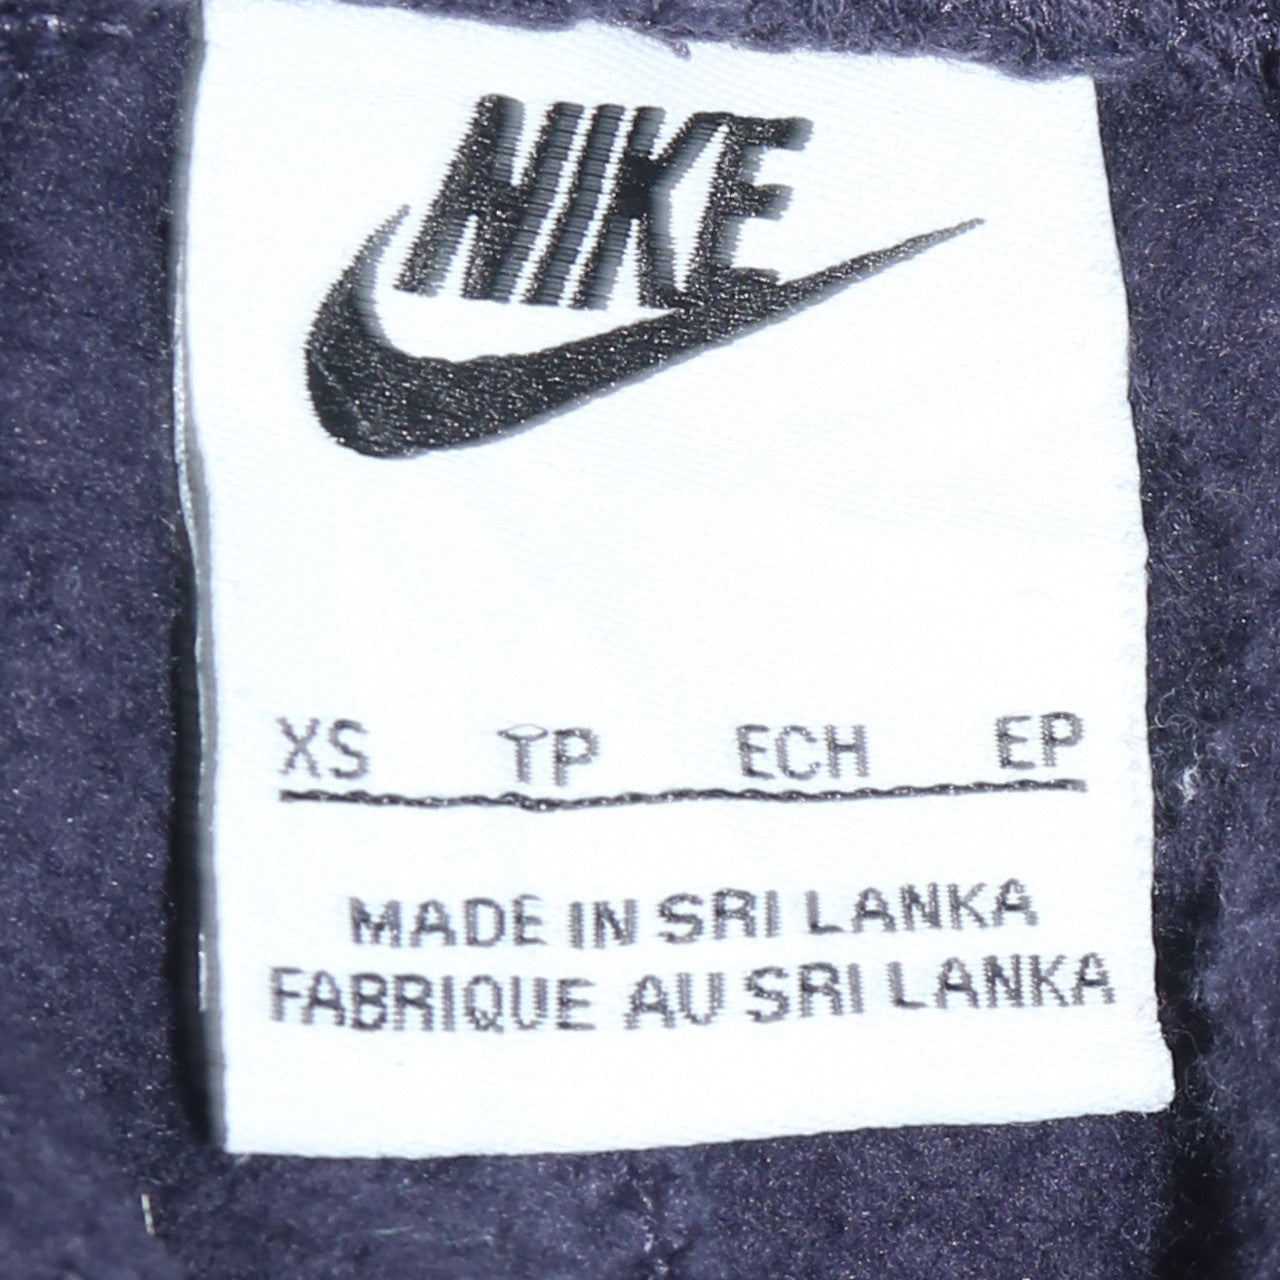 NIKE
XS TP ECH EP
MADE IN SRI LANKA
FABRIQUE AU SRI LANKA